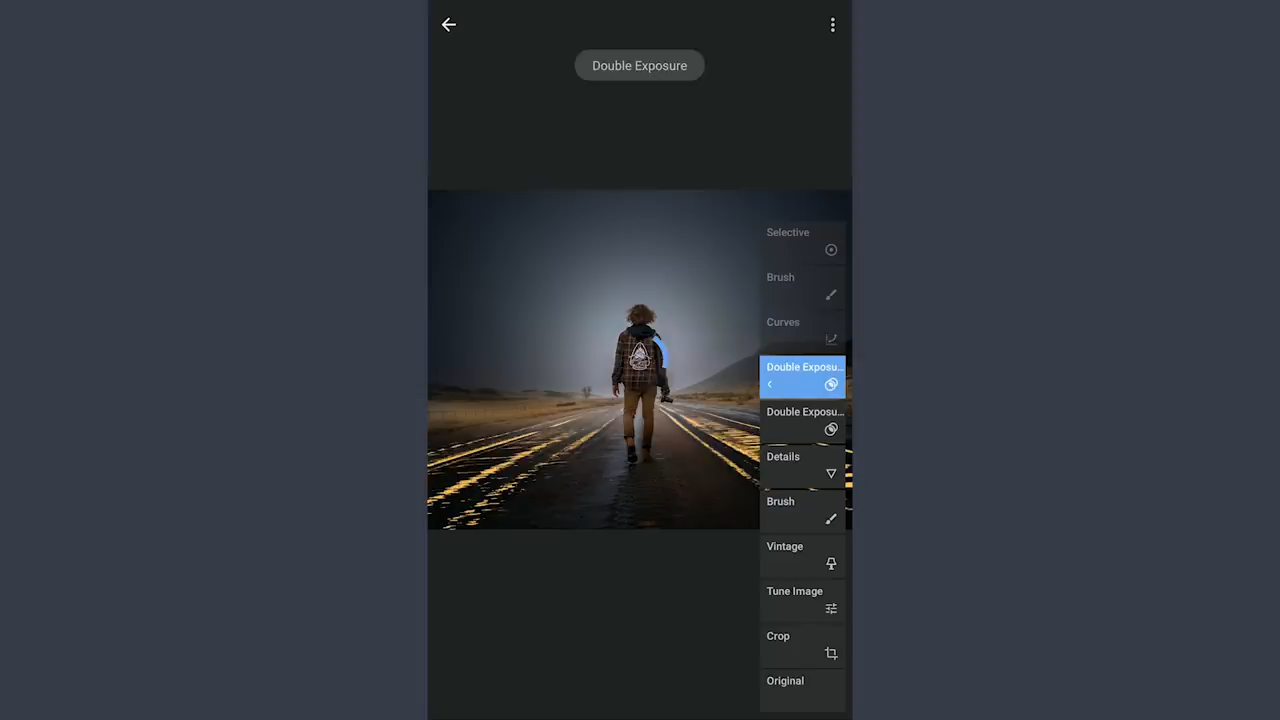 Double Exposure
Selective
Brush
Curves
Double Exposu...
Double Exposu...
Details
Brush
Vintage
Tune Image
Crop
Original